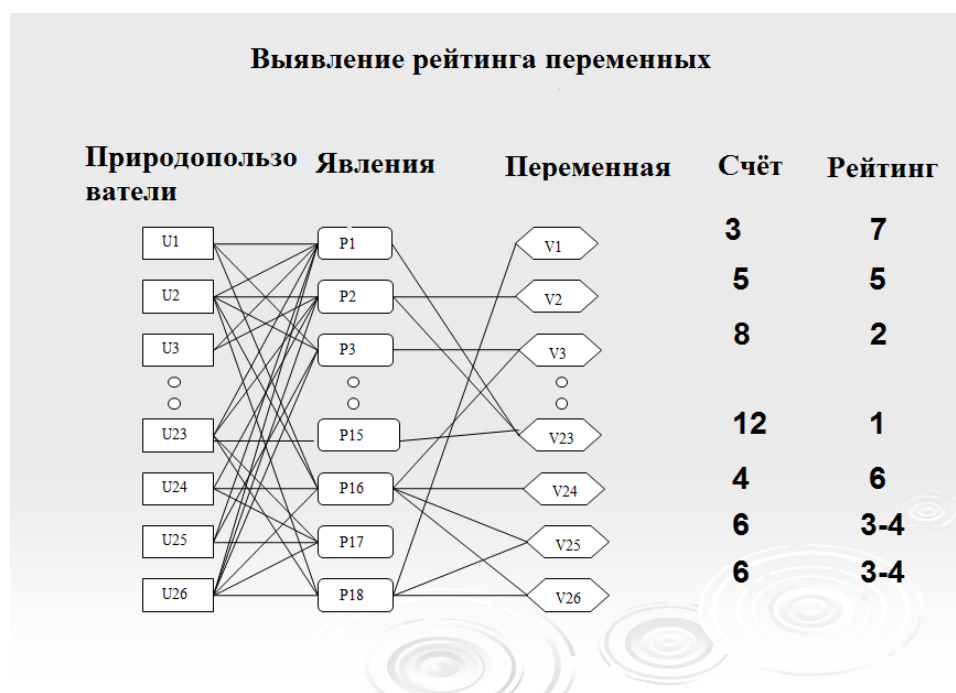 Выявление рейтинга переменных
Природопользо Явления Переменная Счёт Рейтинг
ватели
U1 P1 V1 3 7
U2 P2 V2 5 5
U3 P3 V3 8 2
U23 P15 V23 12 1
U24 P16 V24 4 6
U25 P17 V25 6 3-4
U26 P18 V26 6 3-4